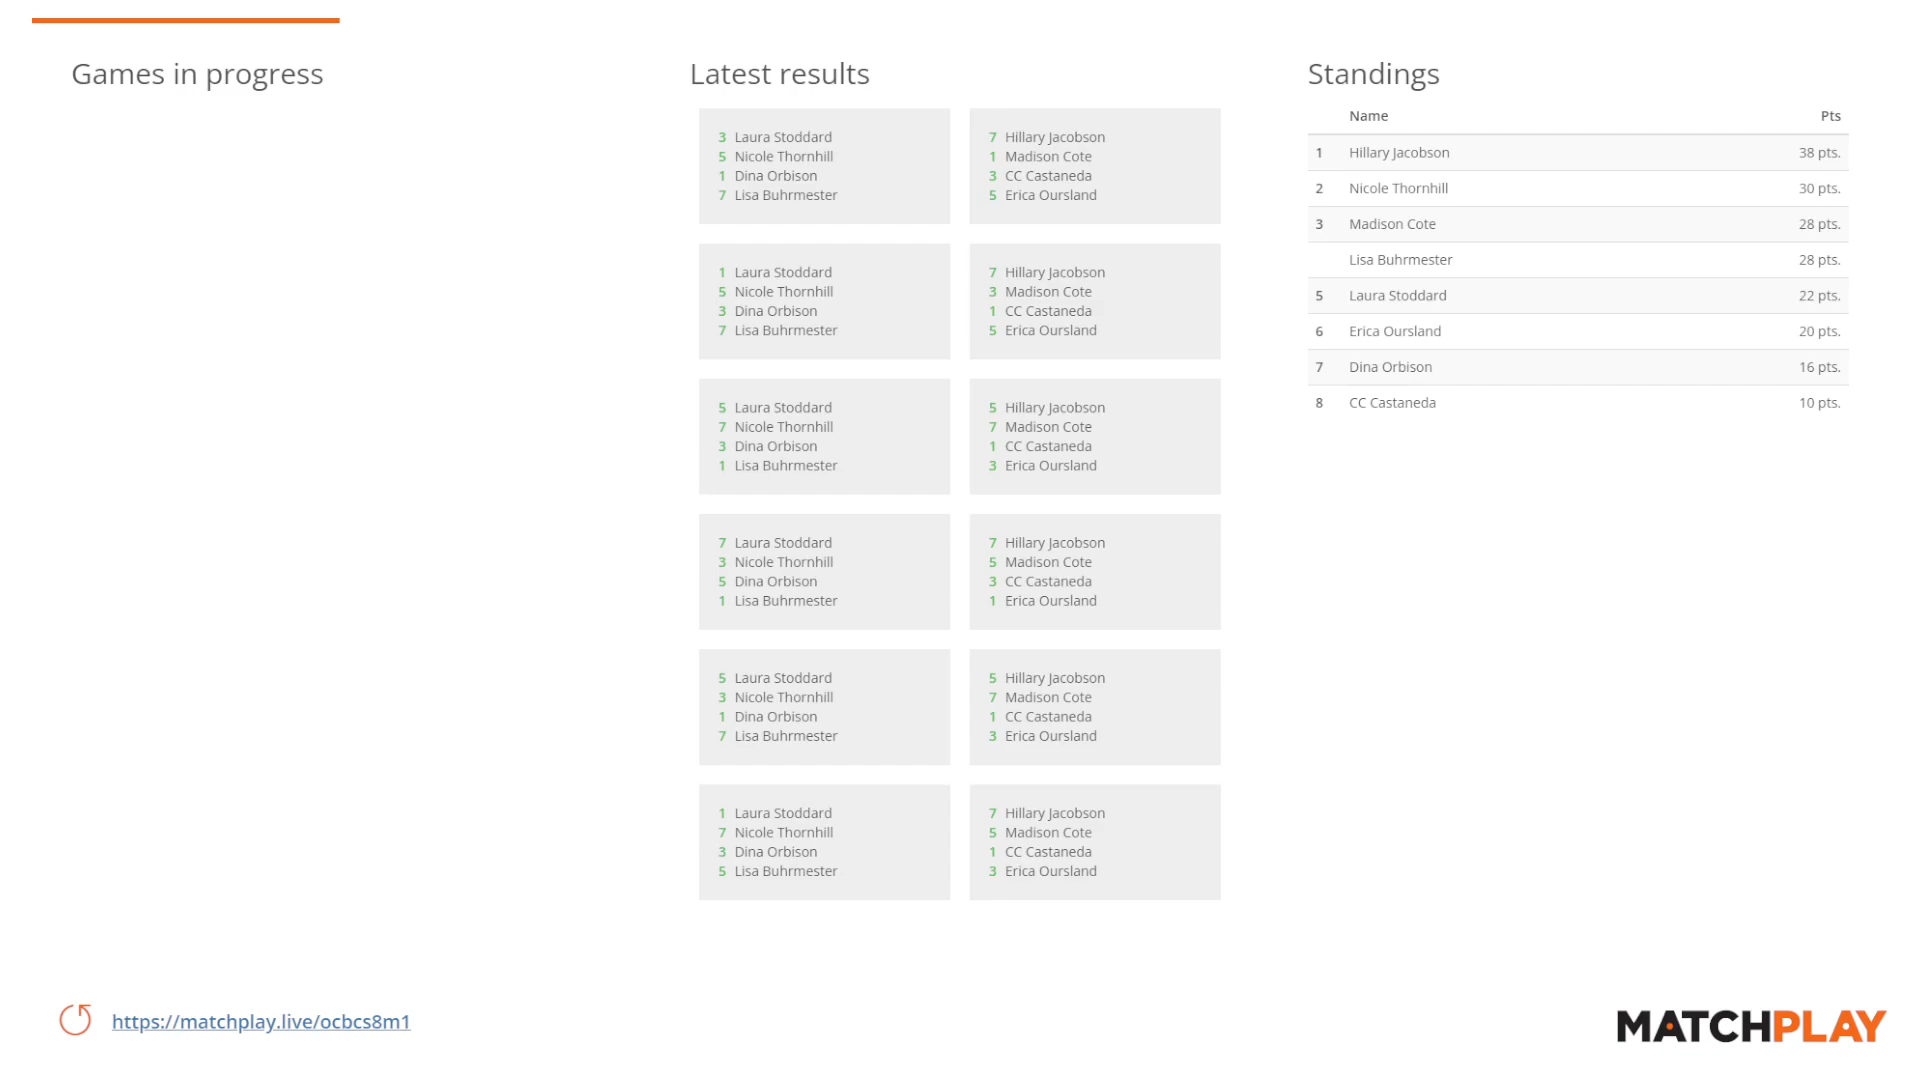 Games in progress
Latest results
3 Laura Stoddard
5 Nicole Thornhill
1 Dina Orbison
7 Lisa Buhrmester
7 Hillary Jacobson
1 Madison Cote
3 CC Castaneda
5 Erica Oursland
1 Laura Stoddard
5 Nicole Thornhill
3 Dina Orbison
7 Lisa Buhrmester
7 Hillary Jacobson
3 Madison Cote
1 CC Castaneda
5 Erica Oursland
5 Laura Stoddard
7 Nicole Thornhill
3 Dina Orbison
1 Lisa Buhrmester
5 Hillary Jacobson
7 Madison Cote
1 CC Castaneda
3 Erica Oursland
7 Laura Stoddard
3 Nicole Thornhill
5 Dina Orbison
1 Lisa Buhrmester
7 Hillary Jacobson
5 Madison Cote
3 CC Castaneda
1 Erica Oursland
5 Laura Stoddard
3 Nicole Thornhill
1 Dina Orbison
7 Lisa Buhrmester
5 Hillary Jacobson
7 Madison Cote
1 CC Castaneda
3 Erica Oursland
1 Laura Stoddard
7 Nicole Thornhill
3 Dina Orbison
5 Lisa Buhrmester
7 Hillary Jacobson
5 Madison Cote
1 CC Castaneda
3 Erica Oursland
Standings
Name Pts
1 Hillary Jacobson 38 pts.
2 Nicole Thornhill 30 pts.
3 Madison Cote 28 pts.
Lisa Buhrmester 28 pts.
5 Laura Stoddard 22 pts.
6 Erica Oursland 20 pts.
7 Dina Orbison 16 pts.
8 CC Castaneda 10 pts.
https://matchplay.live/ocbcs8m1
MATCHPLAY